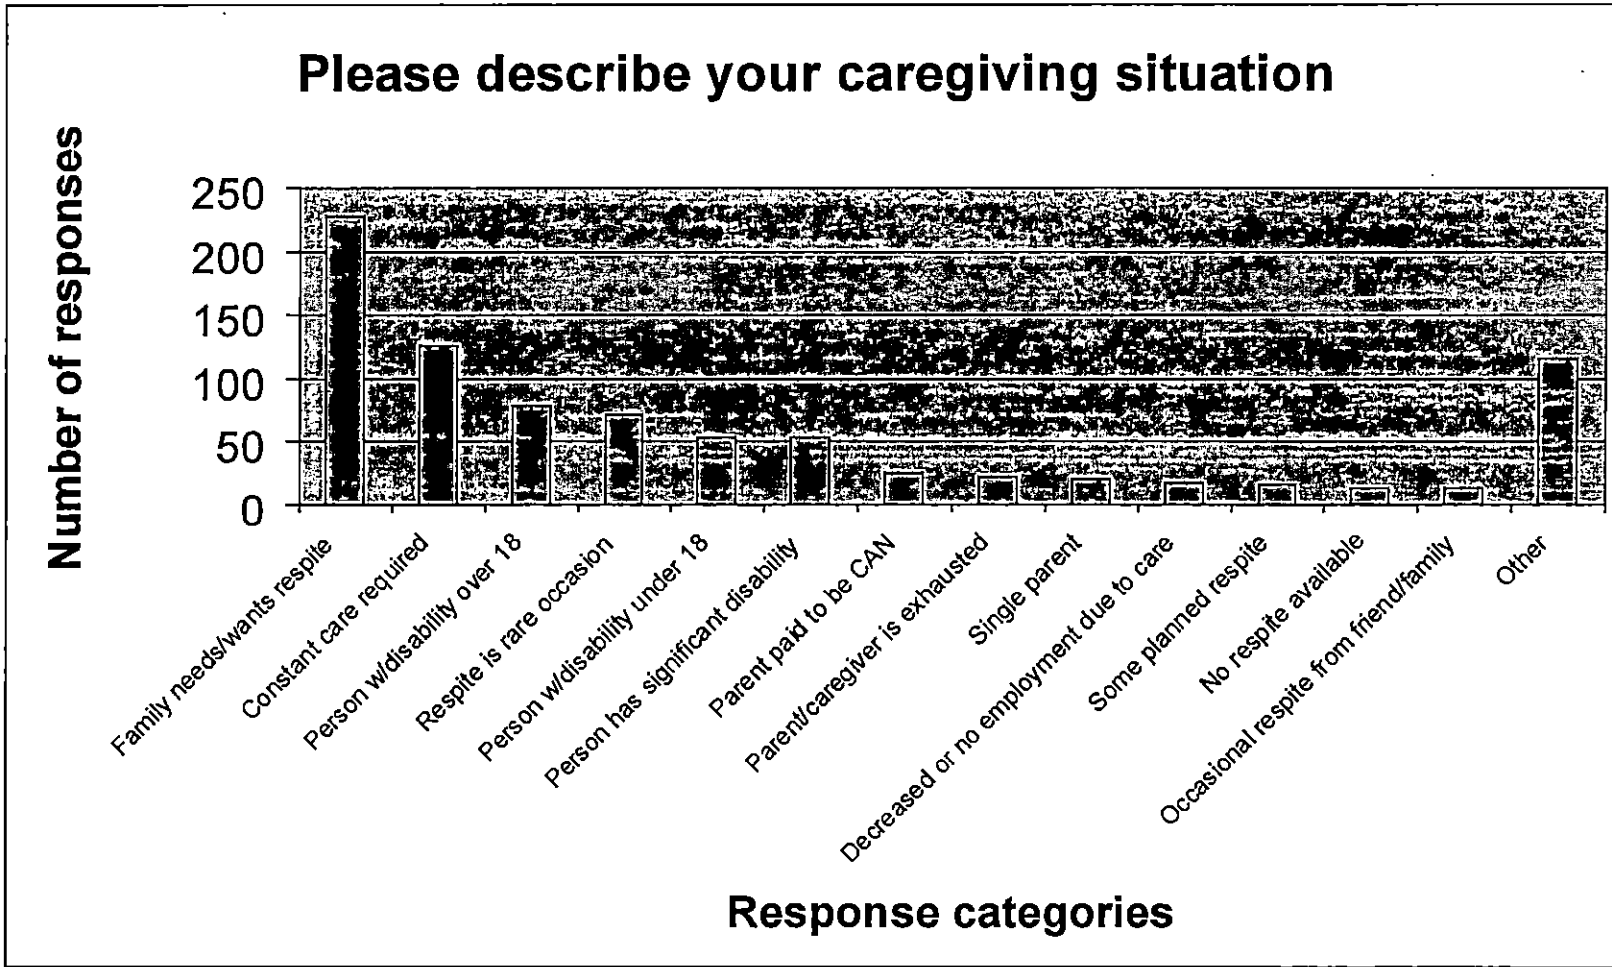 Please describe your caregiving situation
Number of responses
250
200
150
100
50
0
Family needs/wants respite
Constant care required
Person w/disability over 18
Respite is rare occasion
Person w/disability under 18
Person has significant disability
Parent paid to be CAN
Parent/caregiver is exhausted
Single parent
Decreased or no employment due to care
Some planned respite
No respite available
Occasional respite from friend/family
Other
Response categories